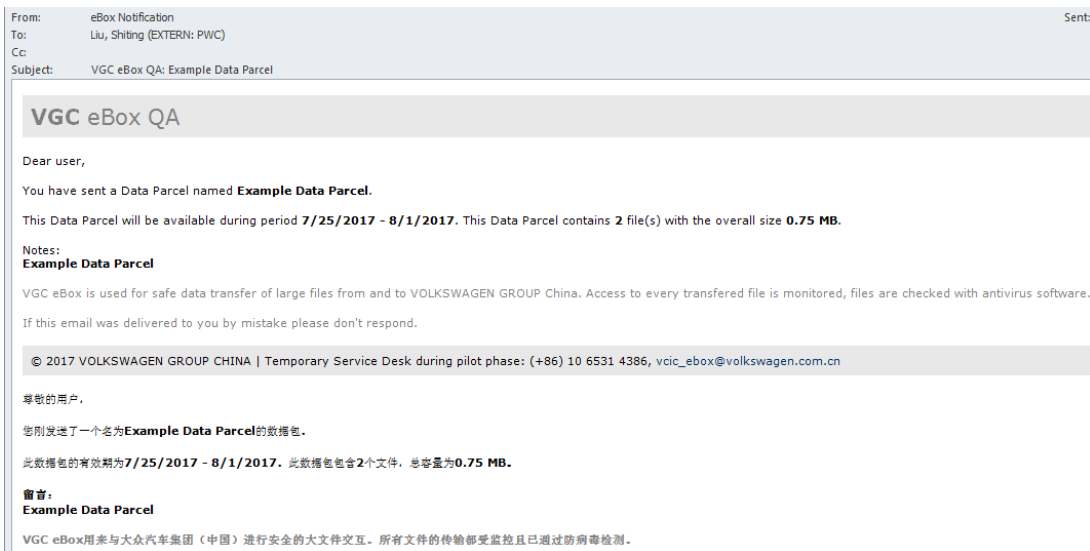 From: eBox Notification Sent:
To: Liu, Shiting (EXTERN: PWC)
Cc:
Subject: VGC eBox QA: Example Data Parcel
VGC eBox QA
Dear user,
You have sent a Data Parcel named Example Data Parcel.
This Data Parcel will be available during period 7/25/2017 - 8/1/2017. This Data Parcel contains 2 file(s) with the overall size 0.75 MB.
Notes:
Example Data Parcel
VGC eBox is used for safe data transfer of large files from and to VOLKSWAGEN GROUP China. Access to every transfered file is monitored, files are checked with antivirus software.
If this email was delivered to you by mistake please don't respond.
© 2017 VOLKSWAGEN GROUP CHINA | Temporary Service Desk during pilot phase: (+86) 10 6531 4386, vcic_ebox@volkswagen.com.cn
尊敬的用户，
您刚发送了一个名为Example Data Parcel的数据包。
此数据包的有效期为7/25/2017 - 8/1/2017. 此数据包包含2个文件，总容量为0.75 MB。
留言：
Example Data Parcel
VGC eBox用来与大众汽车集团（中国）进行安全的大文件交互。所有文件的传输都受监控且已通过防病毒检测。